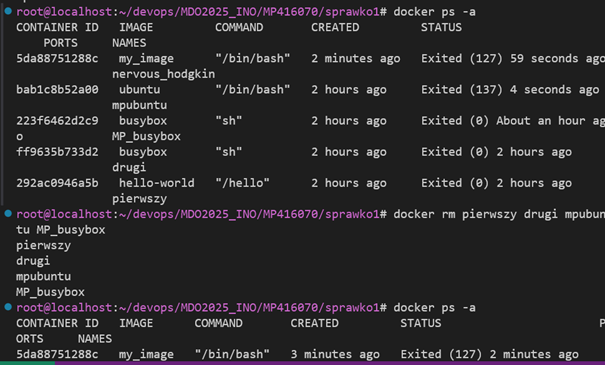 root@localhost:~/devops/MDO2025_INO/MP416070/sprawko1# docker ps -a
CONTAINER ID   IMAGE         COMMAND       CREATED         STATUS
    PORTS     NAMES
5da88751288c   my_image      "/bin/bash"   2 minutes ago   Exited (127) 59 seconds ago
              nervous_hodgkin
bab1c8b52a00   ubuntu        "/bin/bash"   2 hours ago     Exited (137) 4 seconds ago
              mpubuntu
223f6462d2c9   busybox       "sh"          2 hours ago     Exited (0) About an hour ag
o             MP_busybox
ff9635b733d2   busybox       "sh"          2 hours ago     Exited (0) 2 hours ago
              drugi
292ac0946a5b   hello-world   "/hello"      2 hours ago     Exited (0) 2 hours ago
              pierwszy
root@localhost:~/devops/MDO2025_INO/MP416070/sprawko1# docker rm pierwszy drugi mpubun
tu MP_busybox
pierwszy
drugi
mpubuntu
MP_busybox
root@localhost:~/devops/MDO2025_INO/MP416070/sprawko1# docker ps -a
CONTAINER ID   IMAGE      COMMAND       CREATED         STATUS                       P
ORTS     NAMES
5da88751288c   my_image   "/bin/bash"   3 minutes ago   Exited (127) 2 minutes ago